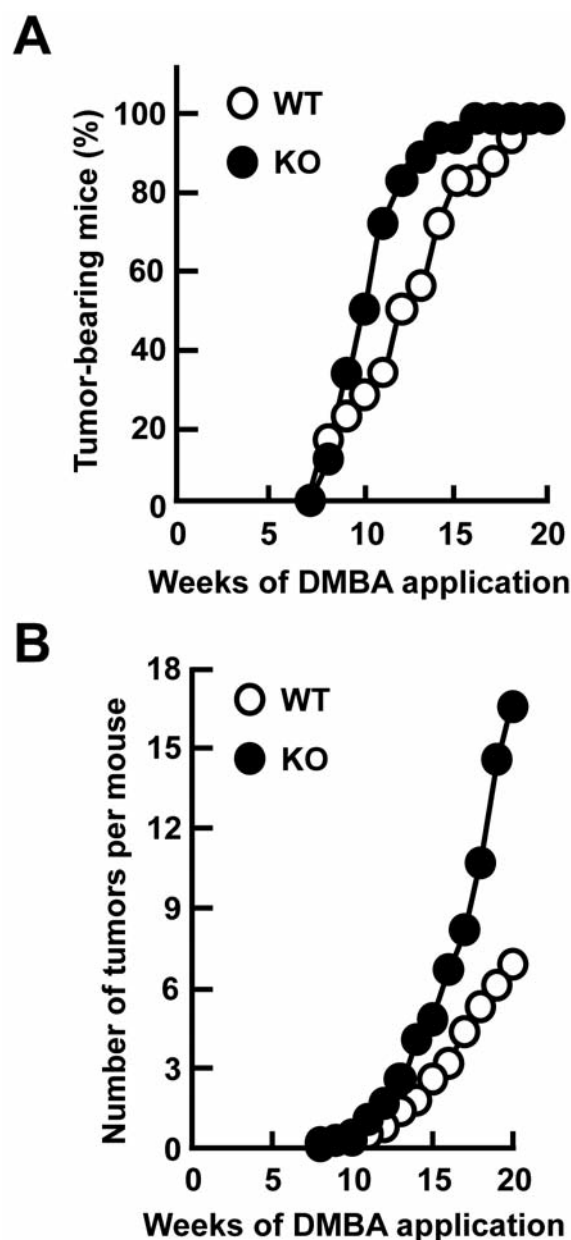 A
Tumor-bearing mice (%)
100
80
60
40
20
0
WT
KO
0 5 10 15 20
Weeks of DMBA application
B
Number of tumors per mouse
18
15
12
9
6
3
0
WT
KO
0 5 10 15 20
Weeks of DMBA application